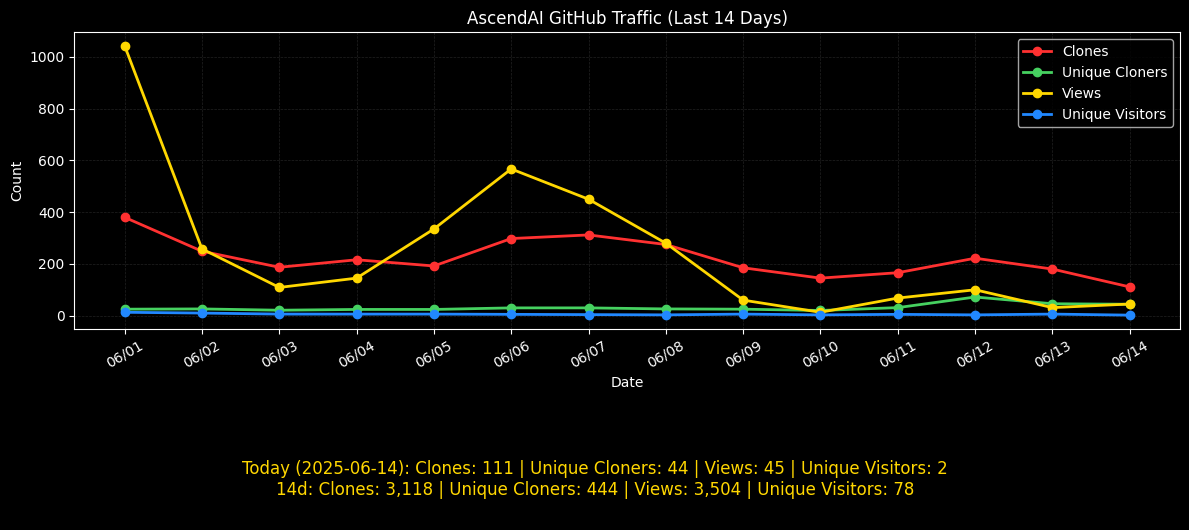 AscendAI GitHub Traffic (Last 14 Days)
Clones
Unique Cloners
Views
Unique Visitors
Count
1000
800
600
400
200
0
06/01 06/02 06/03 06/04 06/05 06/06 06/07 06/08 06/09 06/10 06/11 06/12 06/13 06/14
Date
Today (2025-06-14): Clones: 111 | Unique Cloners: 44 | Views: 45 | Unique Visitors: 2
14d: Clones: 3,118 | Unique Cloners: 444 | Views: 3,504 | Unique Visitors: 78